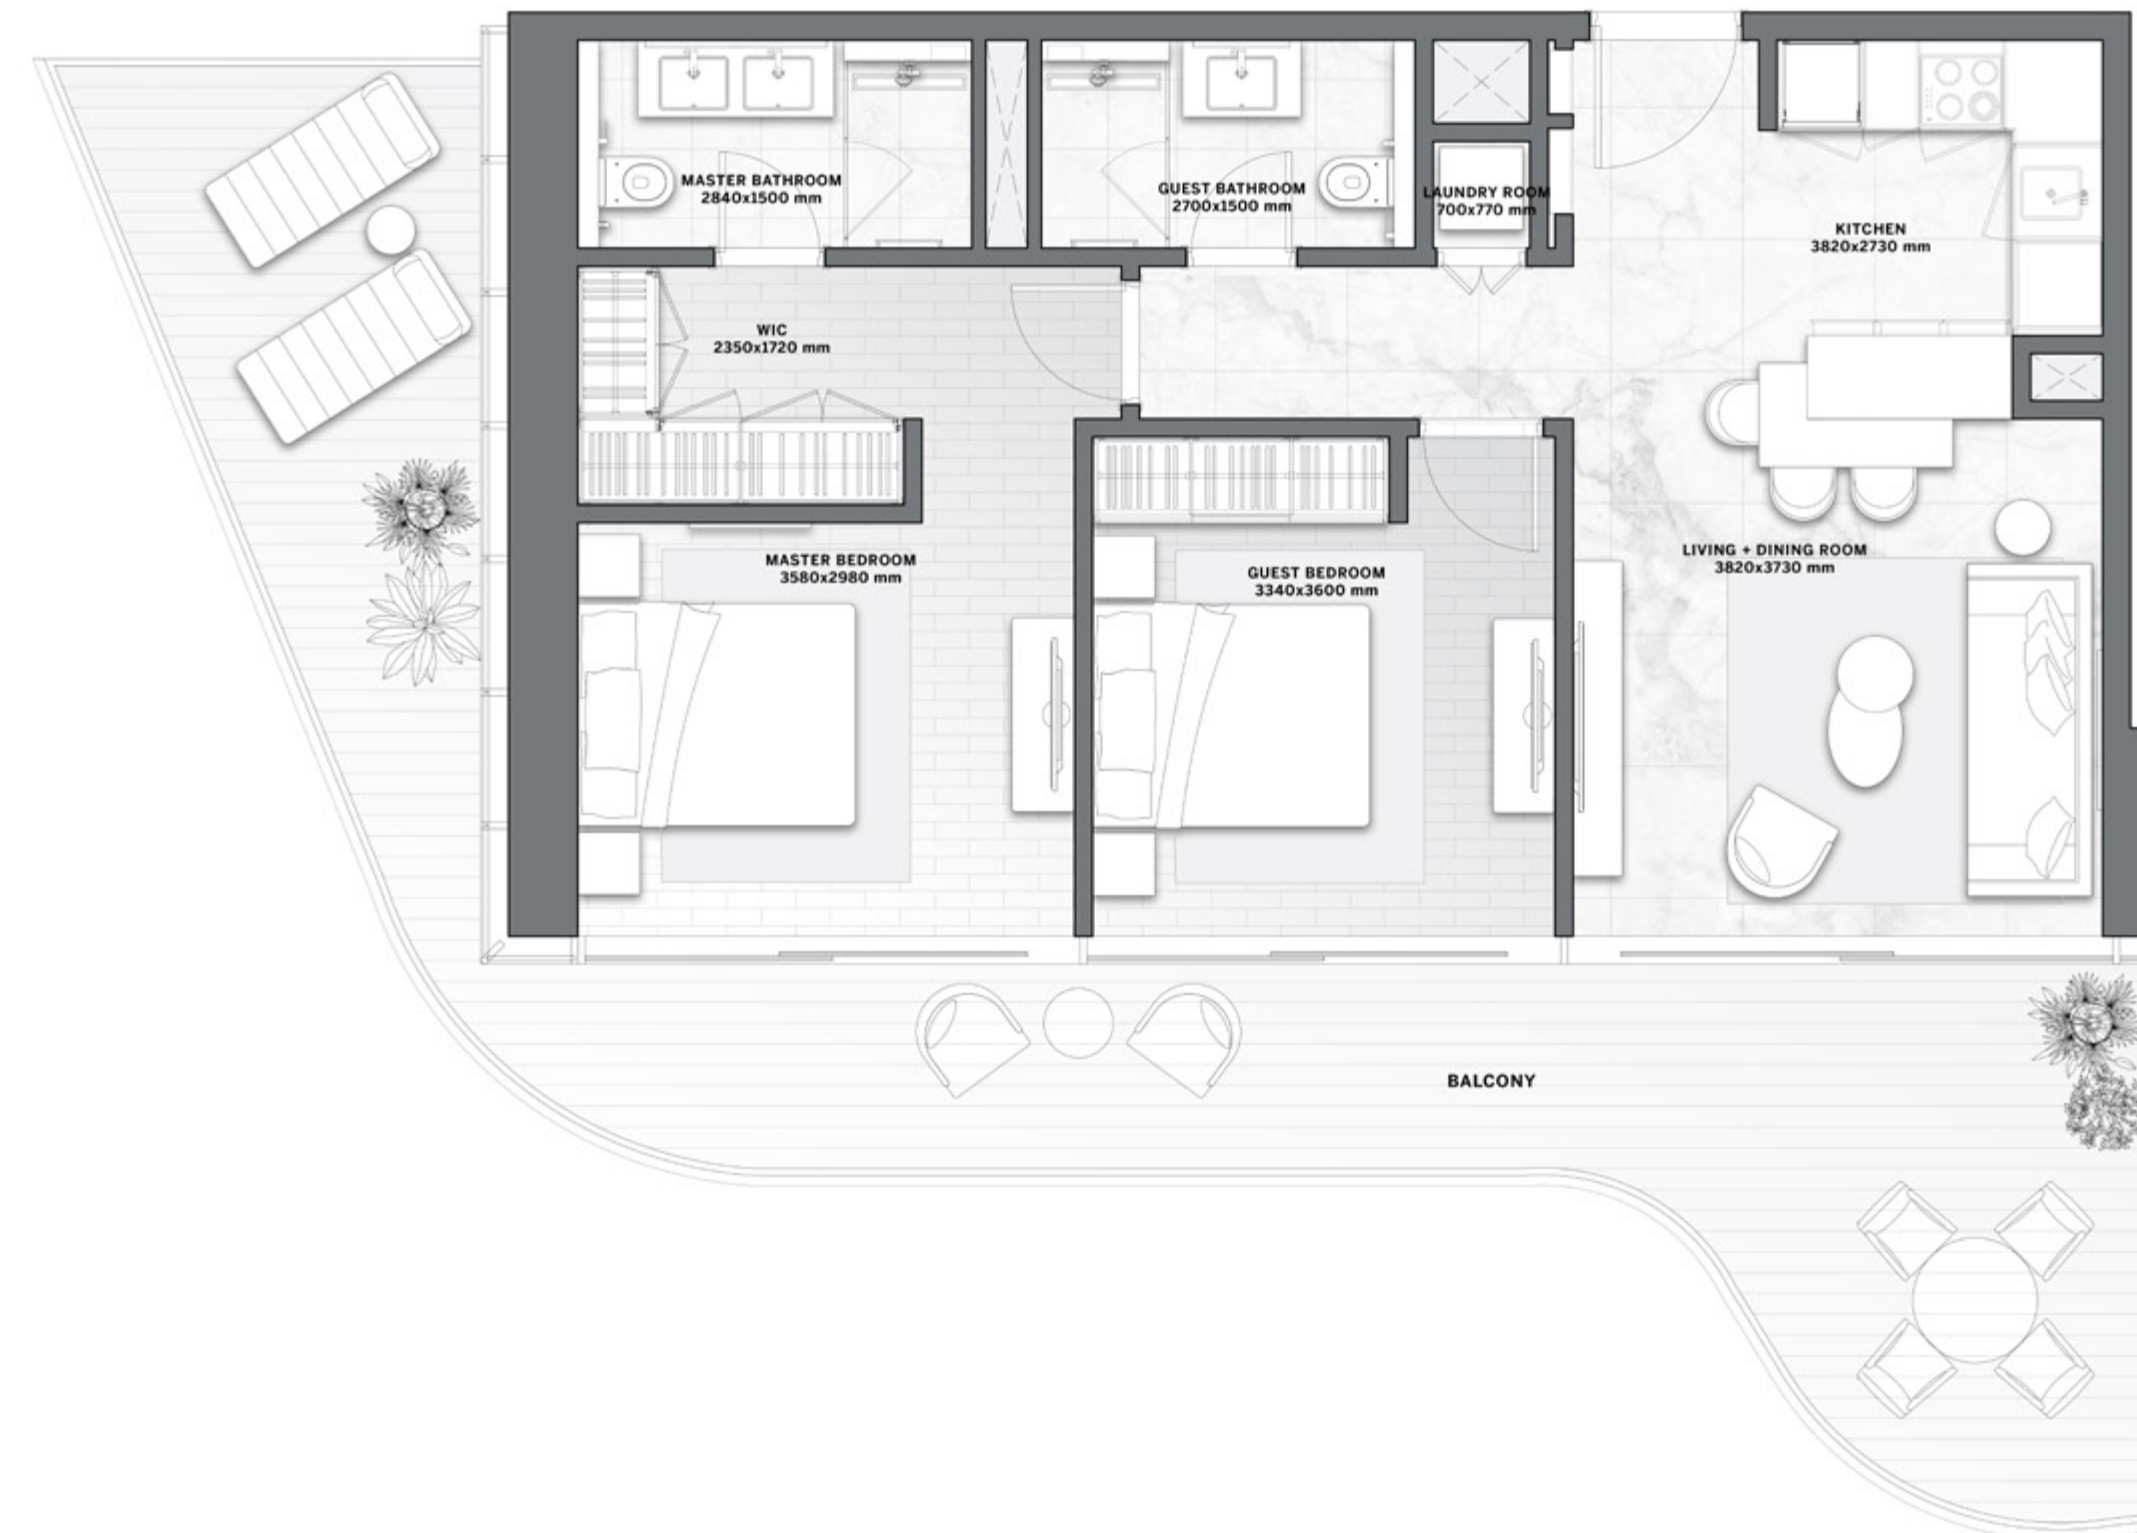 MASTER BATHROOM
2840x1500 mm
GUEST BATHROOM
2700x1500 mm
LAUNDRY ROOM
700x770 mm
KITCHEN
3820x2730 mm
WIC
2350x1720 mm
MASTER BEDROOM
3580x2980 mm
GUEST BEDROOM
3340x3600 mm
LIVING + DINING ROOM
3820x3730 mm
BALCONY